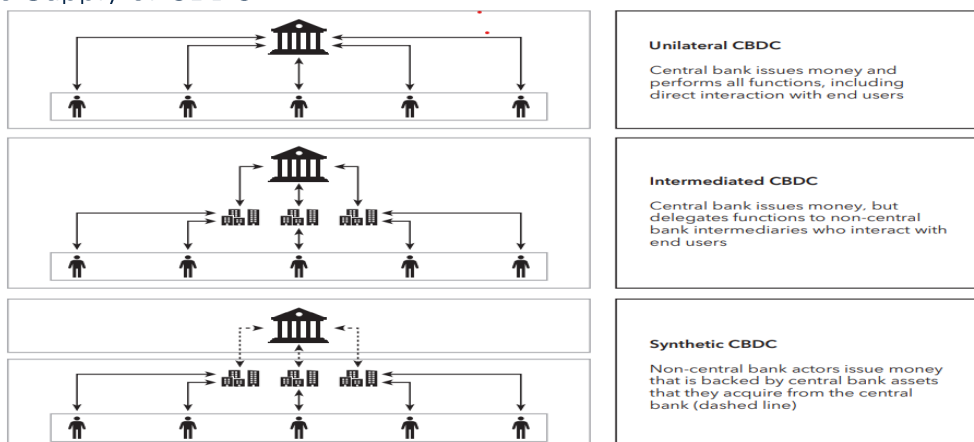 Unilateral CBDC
Central bank issues money and
performs all functions, including
direct interaction with end users
Intermediated CBDC
Central bank issues money, but
delegates functions to non-central
bank intermediaries who interact with
end users
Synthetic CBDC
Non-central bank actors issue money
that is backed by central bank assets
that they acquire from the central
bank (dashed line)